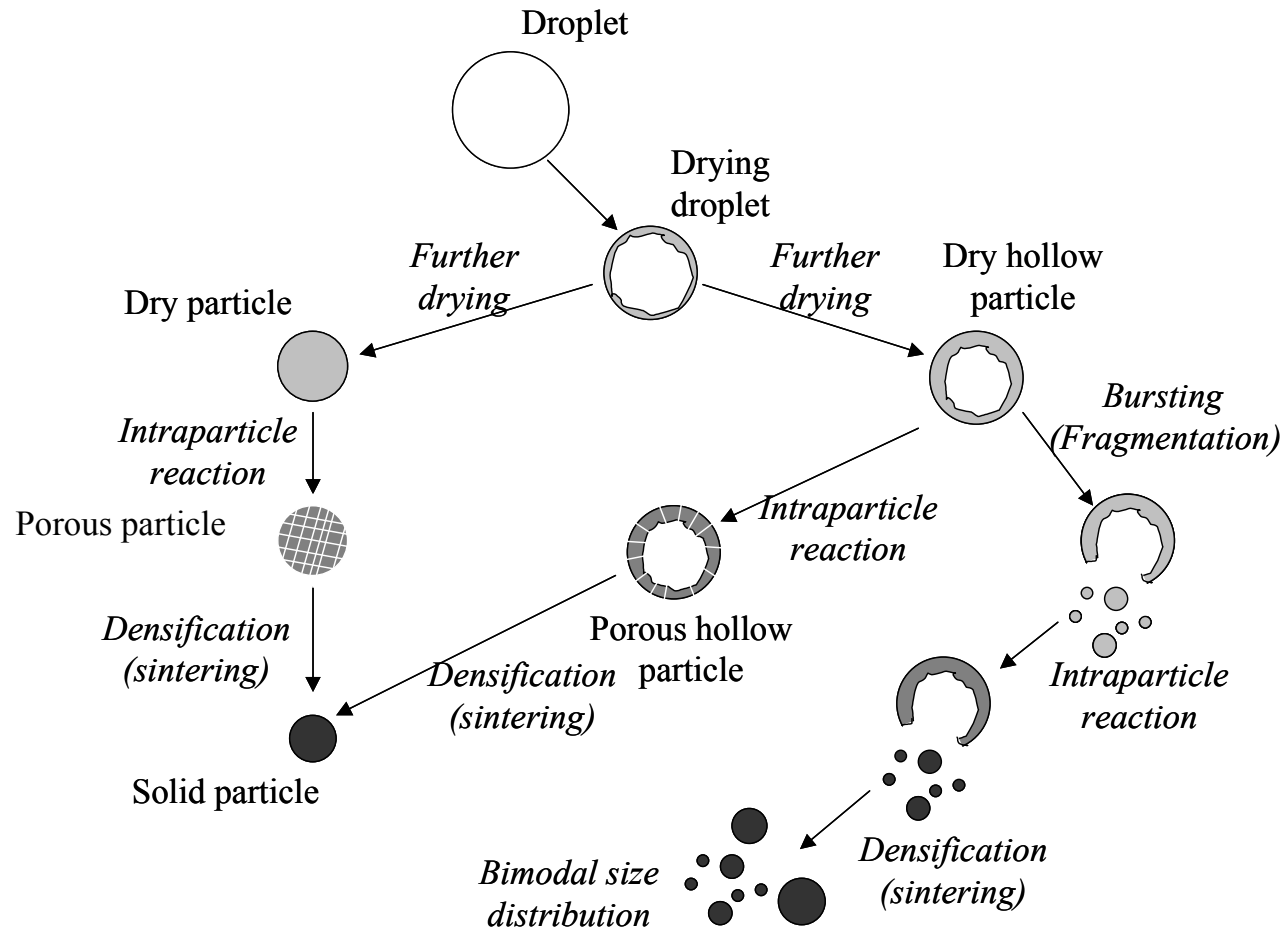 Droplet
Drying
droplet
Further
drying
Further
drying
Dry hollow
particle
Dry particle
Bursting
(Fragmentation)
Intraparticle
reaction
Porous particle
Intraparticle
reaction
Densification
(sintering)
Porous hollow
particle
Densification
(sintering)
Intraparticle
reaction
Solid particle
Densification
(sintering)
Bimodal size
distribution